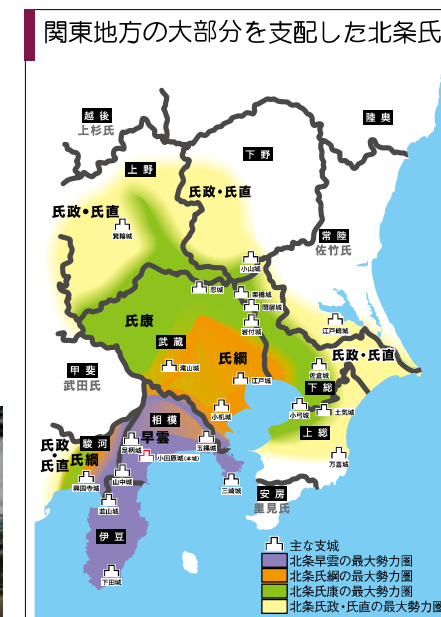 関東地方の大部分を支配した北条氏
越後
上杉氏
陸奥
下野
上野
氏政・氏直
氏政・氏直
箕輪城
常陸
佐竹氏
小山城
忍城
栗橋城
関宿城
岩付城
江戸崎城
氏康
武蔵
氏綱
氏政・氏直
甲斐
武田氏
滝山城
江戸城
佐倉城
下総
小机城
小弓城
土気城
相模
早雲
上総
駿河
氏政・氏直
氏綱
足柄城
玉縄城
小田原城(本城)
万喜城
興国寺城
山中城
三崎城
安房
里見氏
韮山城
伊豆
下田城
主な支城
北条早雲の最大勢力圏
北条氏綱の最大勢力圏
北条氏康の最大勢力圏
北条氏政・氏直の最大勢力圏